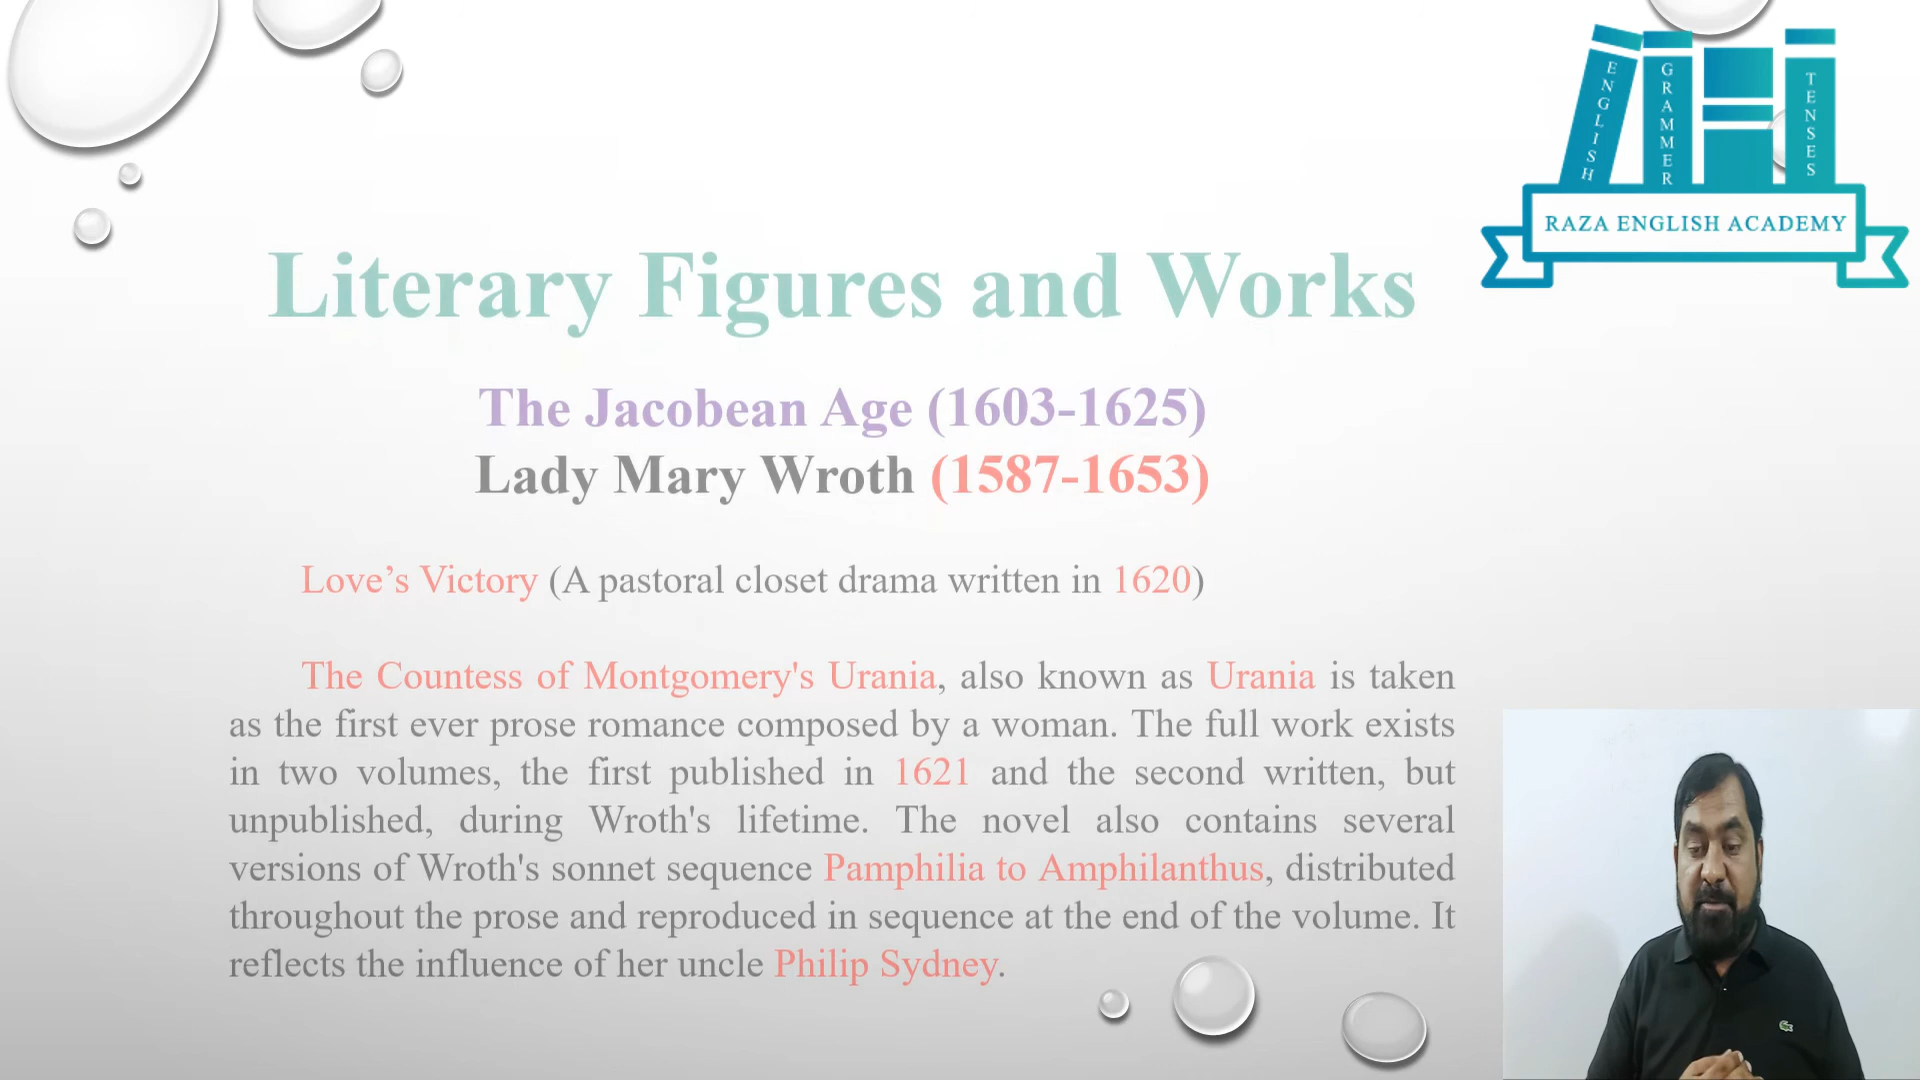 ENGLISH
GRAMMER
TENSES
RAZA ENGLISH ACADEMY
Literary Figures and Works
The Jacobean Age (1603-1625)
Lady Mary Wroth (1587-1653)
Love’s Victory (A pastoral closet drama written in 1620)
The Countess of Montgomery's Urania, also known as Urania is taken
as the first ever prose romance composed by a woman. The full work exists
in two volumes, the first published in 1621 and the second written, but
unpublished, during Wroth's lifetime. The novel also contains several
versions of Wroth's sonnet sequence Pamphilia to Amphilanthus, distributed
throughout the prose and reproduced in sequence at the end of the volume. It
reflects the influence of her uncle Philip Sydney.